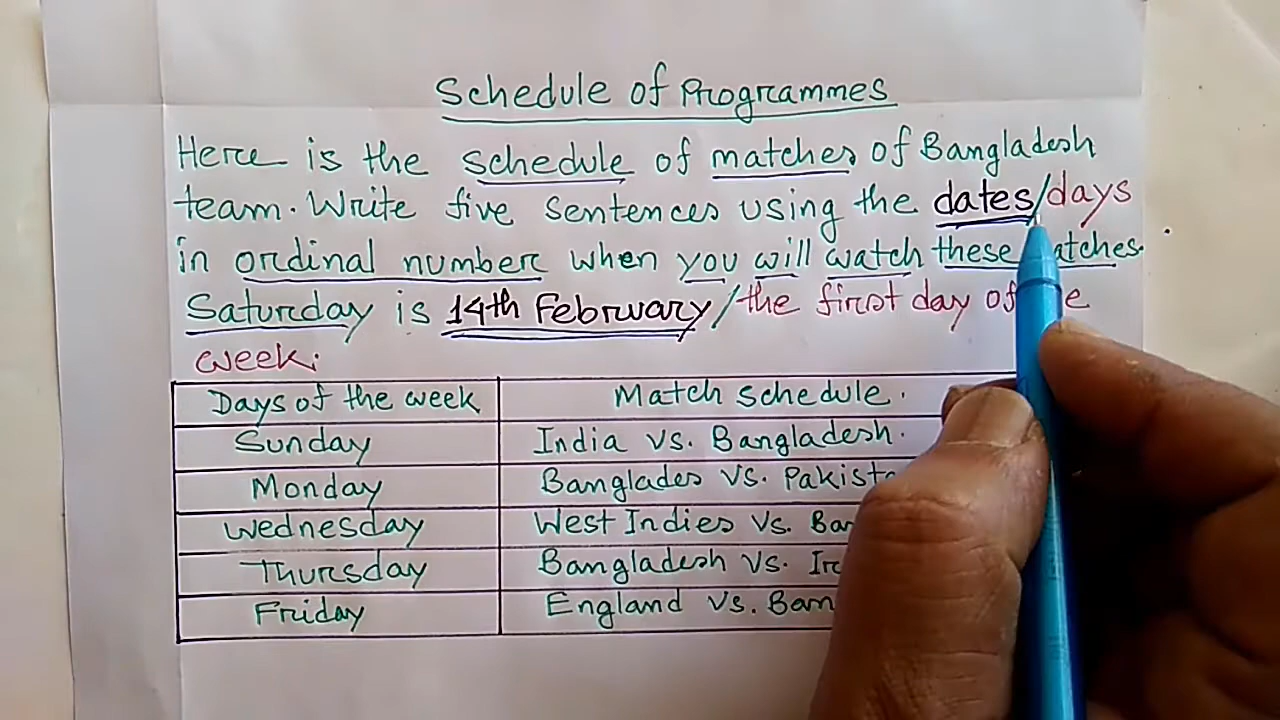 Schedule of Programmes
Here is the schedule of matches of Bangladesh
team. Write five sentences using the dates/days
in ordinal number when you will watch these
Saturday is 14th February/the first day of
week:
Days of the week Match schedule.
Sunday India vs. Bangladesh.
Monday Banglades vs.
Wednesday West Indies vs.
Thursday Bangladesh vs.
Friday England vs.